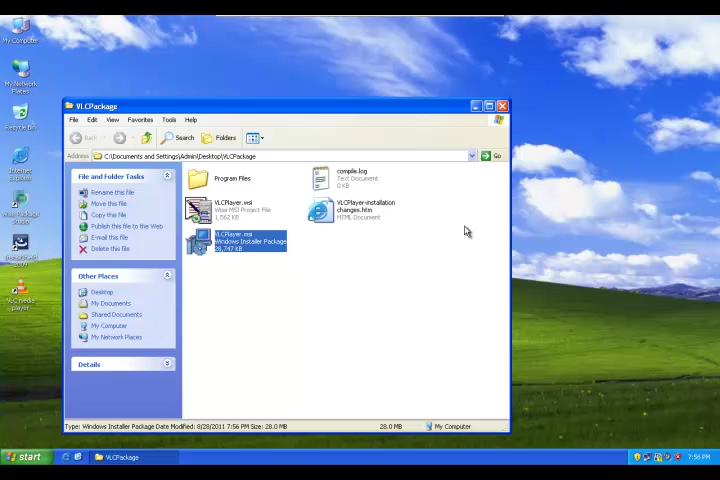 My Computer
My Network
Places
Recycle Bin
Internet
Explorer
Wise Package
Studio
VLC media
player
VLCPackage
File Edit View Favorites Tools Help
Back Search Folders
Address C:\Documents and Settings\Admin\Desktop\VLCPackage Go
File and Folder Tasks
Rename this file
Move this file
Copy this file
Publish this file to the Web
E-mail this file
Delete this file
Other Places
Desktop
My Documents
Shared Documents
My Computer
My Network Places
Details
Program Files
compile.log
Text Document
0 KB
VLCPlayer.wsi
Wise MSI Project File
1,562 KB
VLCPlayer-installation
changes.htm
HTML Document
VLCPlayer.msi
Windows Installer Package
28,747 KB
Type: Windows Installer Package Date Modified: 8/28/2011 7:56 PM Size: 28.0 MB 28.0 MB My Computer
start VLCPackage 7:56 PM